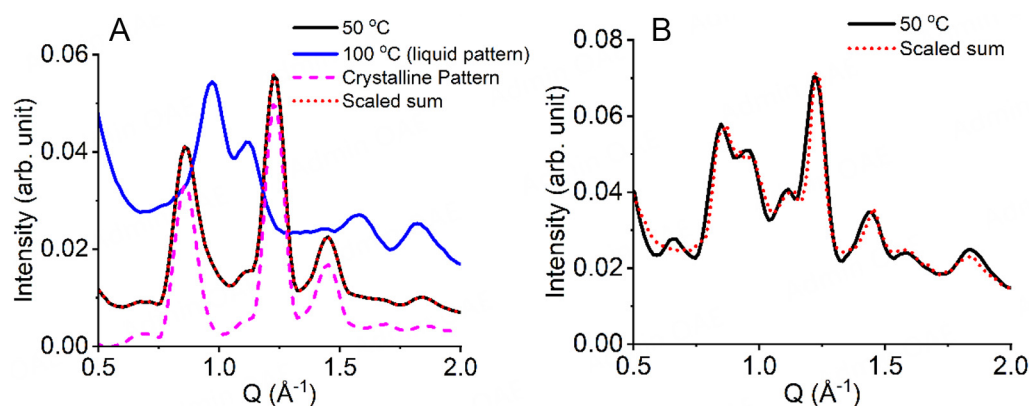 A
50 °C
100 °C (liquid pattern)
Crystalline Pattern
Scaled sum
Intensity (arb. unit)
0.06
0.04
0.02
0.00
0.5
1.0
1.5
2.0
Q (Å⁻¹)
B
50 °C
Scaled sum
Intensity (arb. unit)
0.08
0.06
0.04
0.02
0.00
0.5
1.0
1.5
2.0
Q (Å⁻¹)